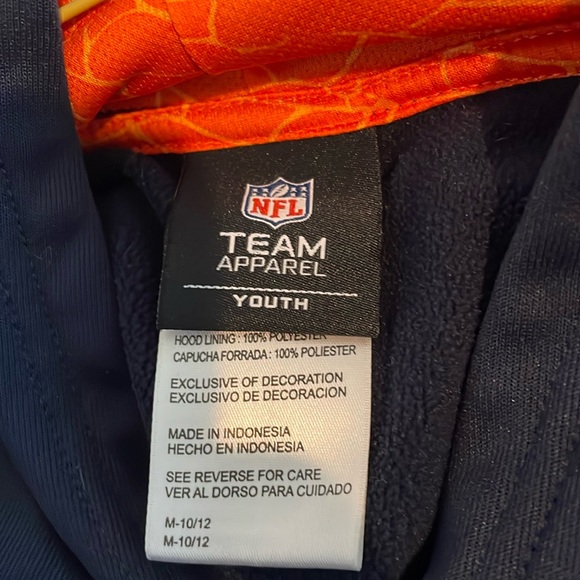 NFL
TEAM
APPAREL
YOUTH
HOOD LINING : 100% POLYESTER
CAPUCHA FORRADA : 100% POLIESTER
EXCLUSIVE OF DECORATION
EXCLUSIVO DE DECORACION
MADE IN INDONESIA
HECHO EN INDONESIA
SEE REVERSE FOR CARE
VER AL DORSO PARA CUIDADO
M-10/12
M-10/12